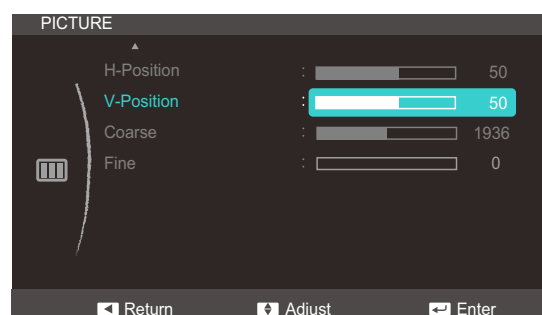 PICTURE
H-Position : 50
V-Position : 50
Coarse : 1936
Fine : 0
Return Adjust Enter